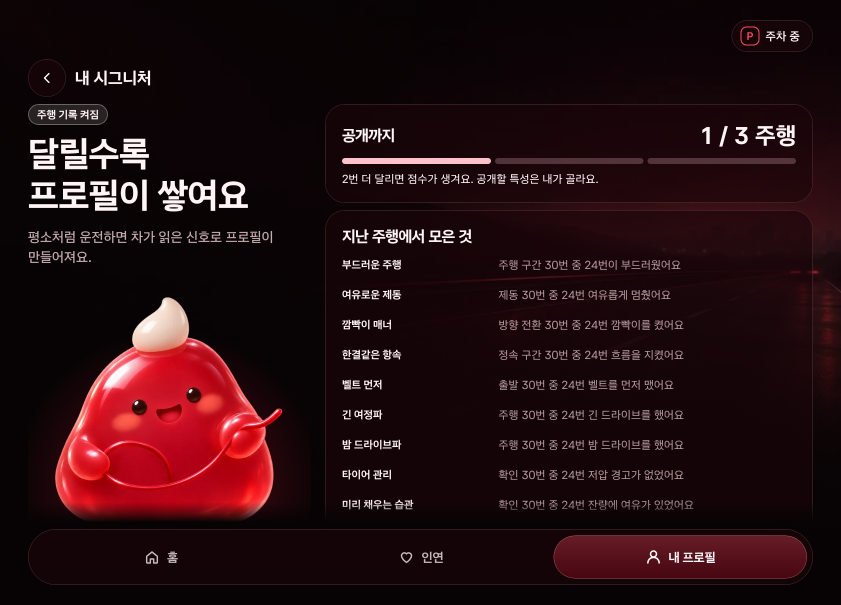 P 주차 중
내 시그니처
주행 기록 켜짐
달릴수록
프로필이 쌓여요
평소처럼 운전하면 차가 읽은 신호로 프로필이
만들어져요.
공개까지
1 / 3 주행
2번 더 달리면 점수가 생겨요. 공개할 특성은 내가 골라요.
지난 주행에서 모은 것
부드러운 주행 주행 구간 30번 중 24번이 부드러웠어요
여유로운 제동 제동 30번 중 24번 여유롭게 멈췄어요
깜빡이 매너 방향 전환 30번 중 24번 깜빡이를 켰어요
한결같은 항속 정속 구간 30번 중 24번 흐름을 지켰어요
벨트 먼저 출발 30번 중 24번 벨트를 먼저 맸어요
긴 여정파 주행 30번 중 24번 긴 드라이브를 했어요
밤 드라이브파 주행 30번 중 24번 밤 드라이브를 했어요
타이어 관리 확인 30번 중 24번 저압 경고가 없었어요
미리 채우는 습관 확인 30번 중 24번 잔량에 여유가 있었어요
홈
인연
내 프로필